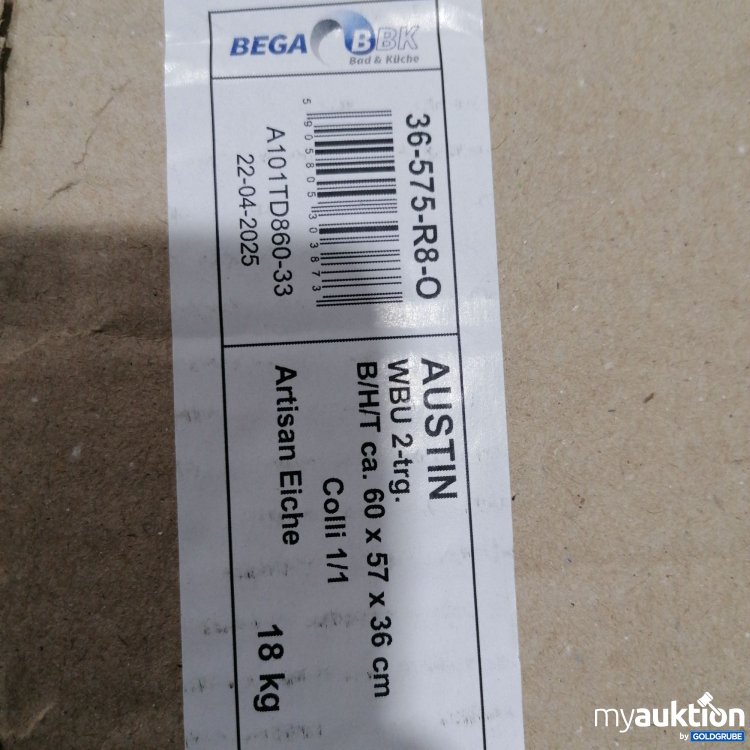 BEGA BBK
Bad & Küche
36-575-R8-O
5 905805 303873
A101TD860-33
22-04-2025
AUSTIN
WBU 2-trg.
B/H/T ca. 60 x 57 x 36 cm
Colli 1/1
Artisan Eiche
18 kg
myauktion
by GOLDGRUBE